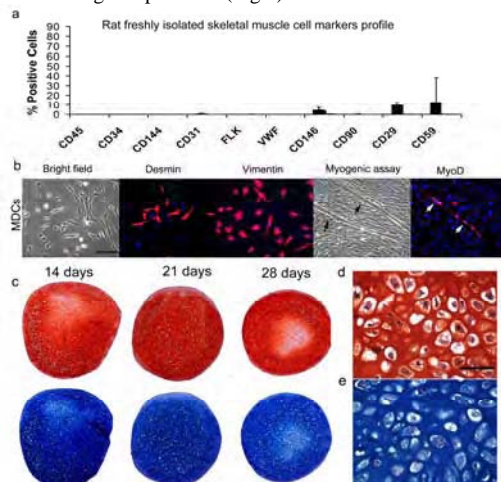 a
Rat freshly isolated skeletal muscle cell markers profile
% Positive Cells
90
80
70
60
50
40
30
20
10
0
CD45
CD34
CD144
CD31
FLK
VWF
CD146
CD90
CD29
CD59
b
Bright field
Desmin
Vimentin
Myogenic assay
MyoD
MDCs
c
14 days
21 days
28 days
d
e